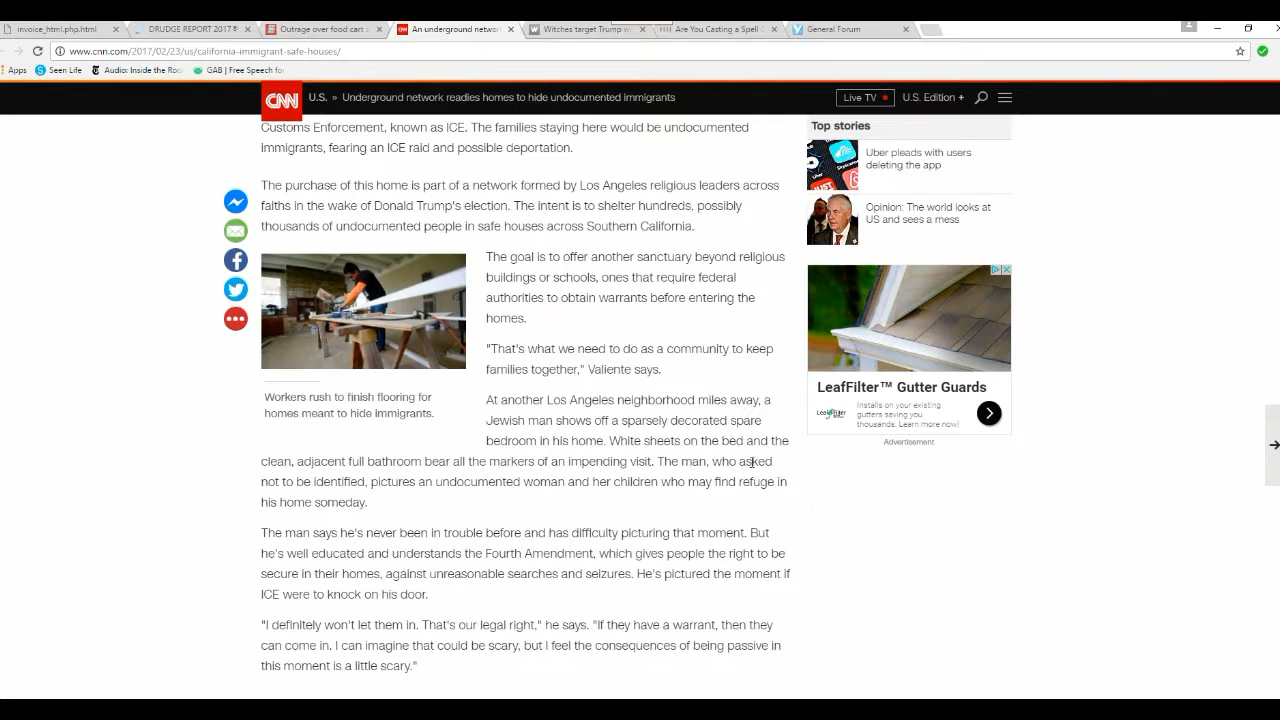 invoice_html.php.html
DRUDGE REPORT 2017®
Outrage over food cart s
An underground networ
Witches target Trump w
Are You Casting a Spell C
General Forum
www.cnn.com/2017/02/23/us/california-immigrant-safe-houses/
Apps
Seen Life
Audio: Inside the Roc
GAB | Free Speech for
CNN
U.S. » Underground network readies homes to hide undocumented immigrants
Live TV
U.S. Edition +
Customs Enforcement, known as ICE. The families staying here would be undocumented
immigrants, fearing an ICE raid and possible deportation.
The purchase of this home is part of a network formed by Los Angeles religious leaders across
faiths in the wake of Donald Trump's election. The intent is to shelter hundreds, possibly
thousands of undocumented people in safe houses across Southern California.
The goal is to offer another sanctuary beyond religious
buildings or schools, ones that require federal
authorities to obtain warrants before entering the
homes.
"That's what we need to do as a community to keep
families together," Valiente says.
Workers rush to finish flooring for
homes meant to hide immigrants.
At another Los Angeles neighborhood miles away, a
Jewish man shows off a sparsely decorated spare
bedroom in his home. White sheets on the bed and the
clean, adjacent full bathroom bear all the markers of an impending visit. The man, who asked
not to be identified, pictures an undocumented woman and her children who may find refuge in
his home someday.
The man says he's never been in trouble before and has difficulty picturing that moment. But
he's well educated and understands the Fourth Amendment, which gives people the right to be
secure in their homes, against unreasonable searches and seizures. He's pictured the moment if
ICE were to knock on his door.
"I definitely won't let them in. That's our legal right," he says. "If they have a warrant, then they
can come in. I can imagine that could be scary, but I feel the consequences of being passive in
this moment is a little scary."
Top stories
Uber pleads with users
deleting the app
Opinion: The world looks at
US and sees a mess
LeafFilter™ Gutter Guards
Installs on your existing
gutters saving you
thousands. Learn more now!
Advertisement